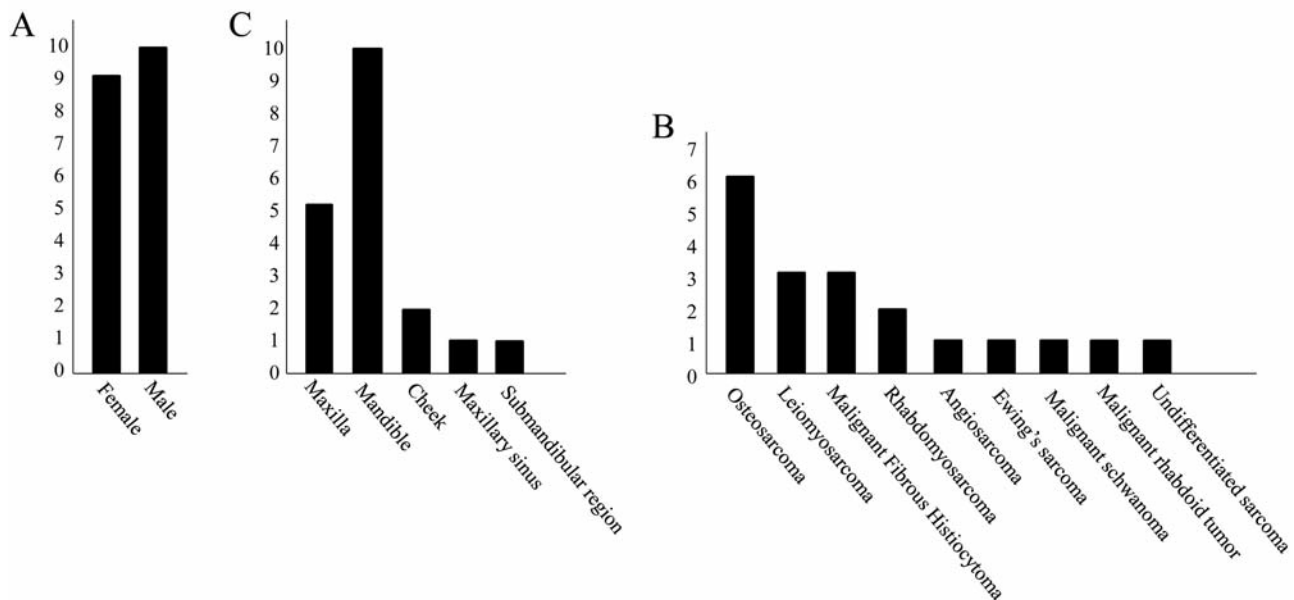 A
10
9
8
7
6
5
4
3
2
1
0
Female
Male
C
10
9
8
7
6
5
4
3
2
1
0
Maxilla
Mandible
Cheek
Maxillary sinus
Submandibular region
B
7
6
5
4
3
2
1
0
Osteosarcoma
Leiomyosarcoma
Malignant Fibrous Histiocytoma
Rhabdomyosarcoma
Angiosarcoma
Ewing's sarcoma
Malignant schwanoma
Malignant rhabdoid tumor
Undifferentiated sarcoma